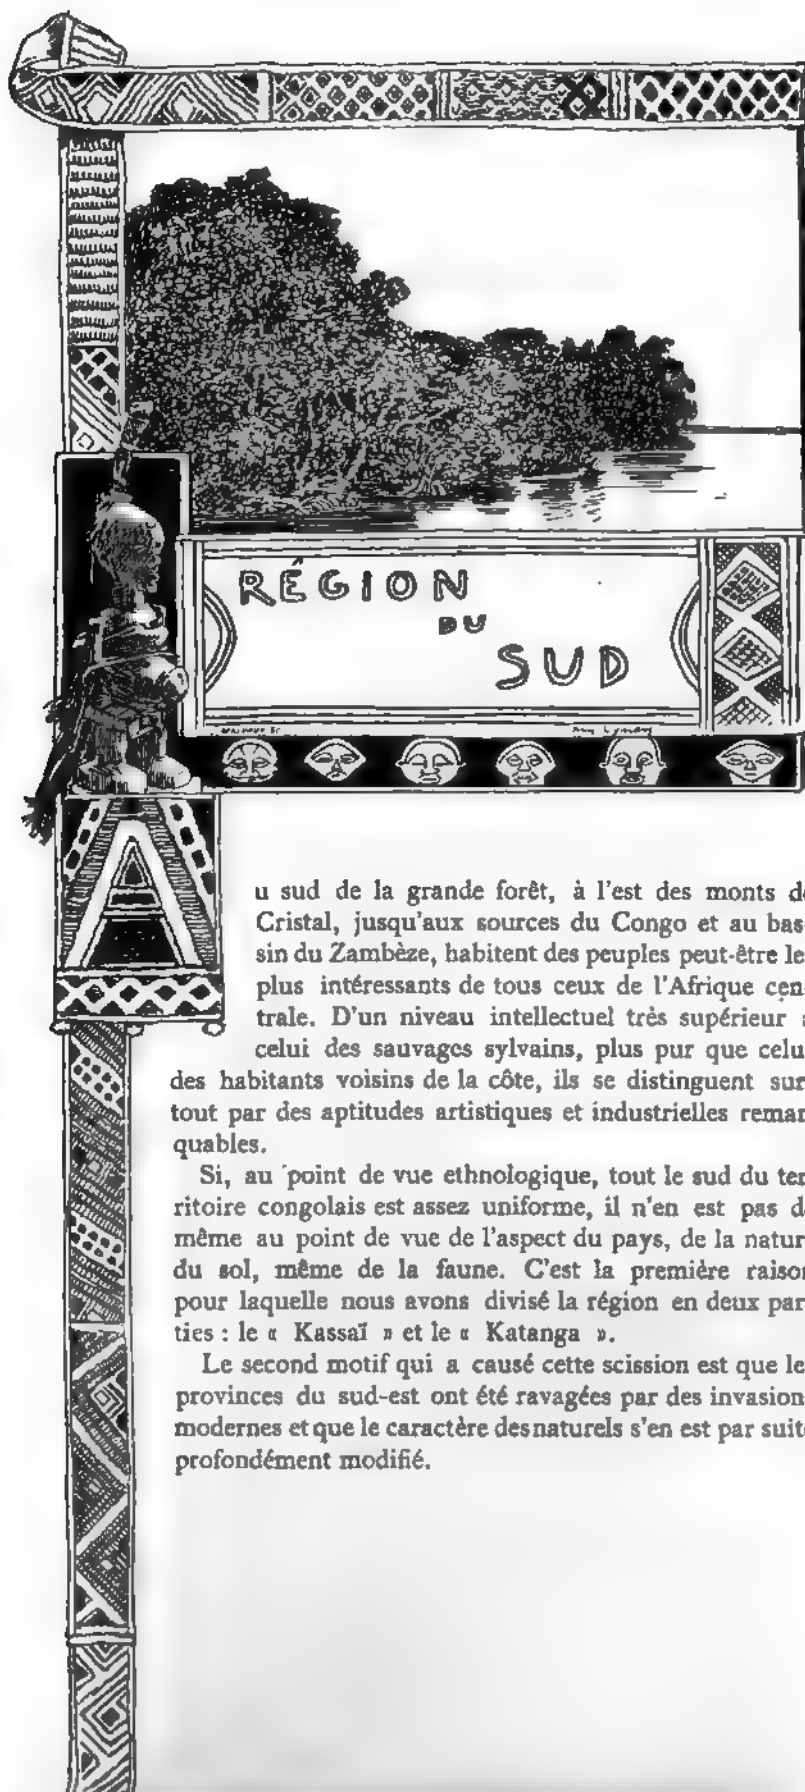 RÉGION
DU
SUD
A
u sud de la grande forêt, à l'est des monts d
Cristal, jusqu'aux sources du Congo et au bas-
sin du Zambèze, habitent des peuples peut-être le
plus intéressants de tous ceux de l'Afrique cen-
trale. D'un niveau intellectuel très supérieur
celui des sauvages sylvains, plus pur que celu
des habitants voisins de la côte, ils se distinguent sur
tout par des aptitudes artistiques et industrielles remar
quables.
Si, au point de vue ethnologique, tout le sud du ter
ritoire congolais est assez uniforme, il n'en est pas d
même au point de vue de l'aspect du pays, de la natur
du sol, même de la faune. C'est la première raison
pour laquelle nous avons divisé la région en deux par
ties : le « Kassaï » et le « Katanga ».
Le second motif qui a causé cette scission est que le
provinces du sud-est ont été ravagées par des invasion
modernes et que le caractère des naturels s'en est par suit
profondément modifié.